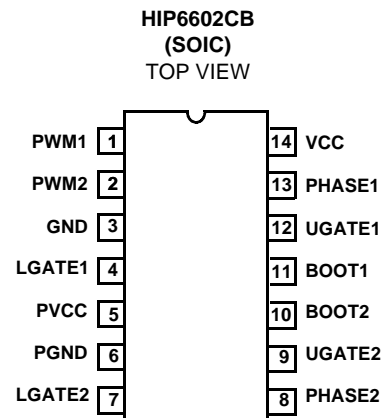 HIP6602CB
(SOIC)
TOP VIEW
PWM1 1 14 VCC
PWM2 2 13 PHASE1
GND 3 12 UGATE1
LGATE1 4 11 BOOT1
PVCC 5 10 BOOT2
PGND 6 9 UGATE2
LGATE2 7 8 PHASE2